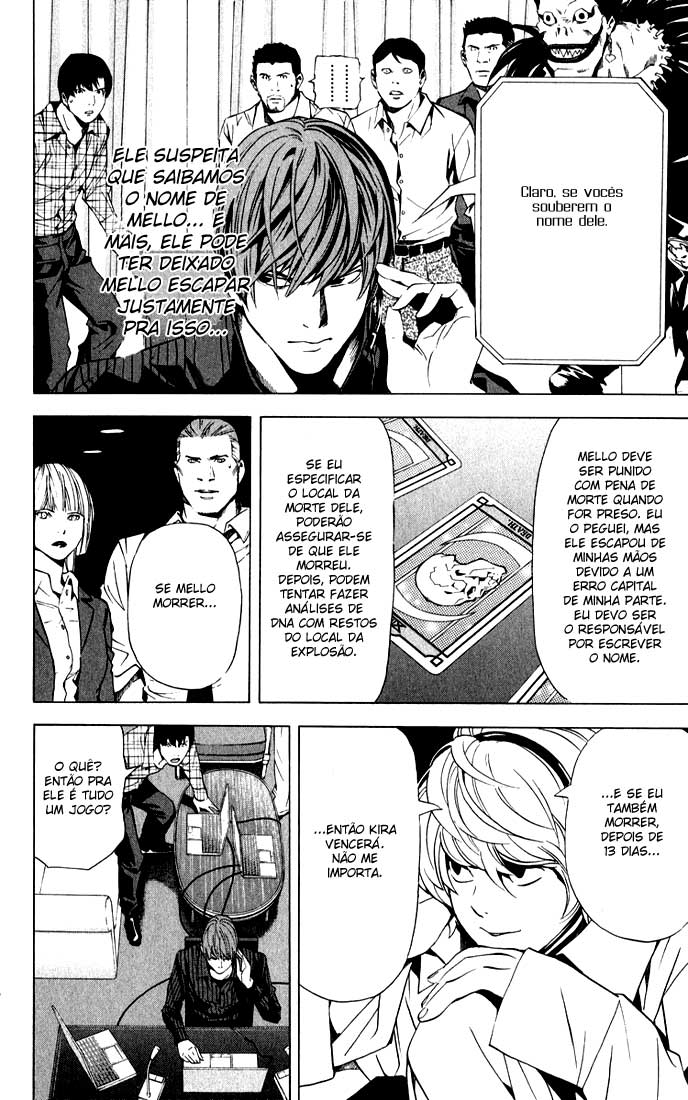 Claro, se vocês
souberem o
nome dele.
.........
ELE SUSPEITA
QUE SAIBAMOS
O NOME DE
MELLO... E
MAIS, ELE PODE
TER DEIXADO
MELLO ESCAPAR
JUSTAMENTE
PRA ISSO...
MELLO DEVE
SER PUNIDO
COM PENA DE
MORTE QUANDO
FOR PRESO. EU
O PEGUEI, MAS
ELE ESCAPOU DE
MINHAS MÃOS
DEVIDO A UM
ERRO CAPITAL
DE MINHA PARTE.
EU DEVO SER
O RESPONSÁVEL
POR ESCREVER
O NOME.
DEATH
DEATH
SE EU
ESPECIFICAR
O LOCAL DA
MORTE DELE,
PODERÃO
ASSEGURAR-SE
DE QUE ELE
MORREU.
DEPOIS, PODEM
TENTAR FAZER
ANÁLISES DE
DNA COM RESTOS
DO LOCAL DA
EXPLOSÃO.
SE MELLO
MORRER...
...E SE EU
TAMBÉM
MORRER,
DEPOIS DE
13 DIAS...
...ENTÃO KIRA
VENCERÁ.
NÃO ME
IMPORTA.
O QUÊ?
ENTÃO PRA
ELE É TUDO
UM JOGO?